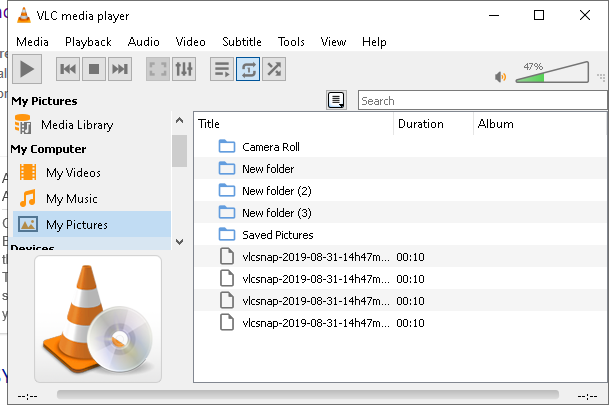 VLC media player
Media Playback Audio Video Subtitle Tools View Help
47%
My Pictures
Media Library
My Computer
My Videos
My Music
My Pictures
Devices
Search
Title Duration Album
Camera Roll
New folder
New folder (2)
New folder (3)
Saved Pictures
vlcsnap-2019-08-31-14h47m... 00:10
vlcsnap-2019-08-31-14h47m... 00:10
vlcsnap-2019-08-31-14h47m... 00:10
vlcsnap-2019-08-31-14h47m... 00:10
--:-- --:--